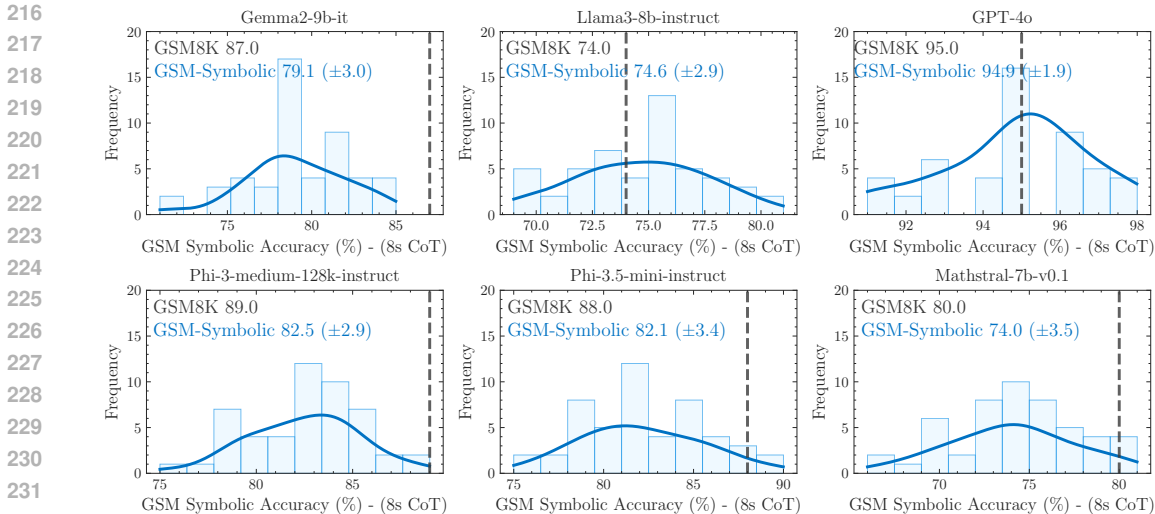 216
217
218
219
220
221
222
223
224
225
226
227
228
229
230
231
Gemma2-9b-it
GSM8K 87.0
GSM-Symbolic 79.1 (±3.0)
Frequency
20
15
10
5
0
75
80
85
GSM Symbolic Accuracy (%) - (8s CoT)
Llama3-8b-instruct
GSM8K 74.0
GSM-Symbolic 74.6 (±2.9)
Frequency
20
15
10
5
0
70.0
72.5
75.0
77.5
80.0
GSM Symbolic Accuracy (%) - (8s CoT)
GPT-4o
GSM8K 95.0
GSM-Symbolic 94.9 (±1.9)
Frequency
20
15
10
5
0
92
94
96
98
GSM Symbolic Accuracy (%) - (8s CoT)
Phi-3-medium-128k-instruct
GSM8K 89.0
GSM-Symbolic 82.5 (±2.9)
Frequency
20
15
10
5
0
75
80
85
GSM Symbolic Accuracy (%) - (8s CoT)
Phi-3.5-mini-instruct
GSM8K 88.0
GSM-Symbolic 82.1 (±3.4)
Frequency
20
15
10
5
0
75
80
85
90
GSM Symbolic Accuracy (%) - (8s CoT)
Mathstral-7b-v0.1
GSM8K 80.0
GSM-Symbolic 74.0 (±3.5)
Frequency
20
15
10
5
0
70
75
80
GSM Symbolic Accuracy (%) - (8s CoT)